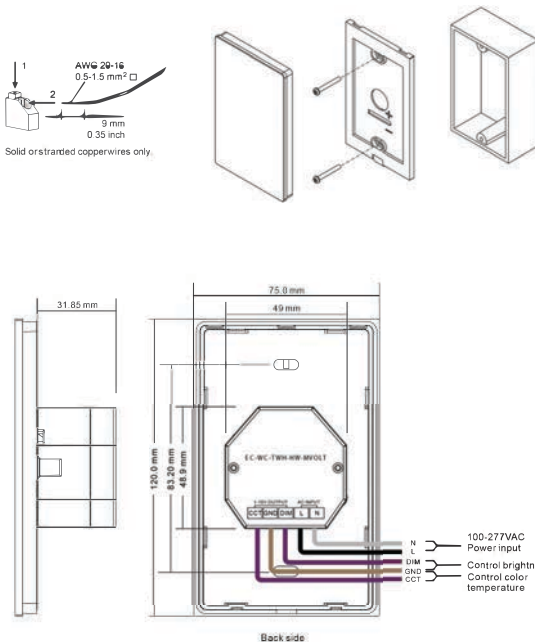 1
AWG 20-16
2
0.5-1.5 mm² □
9 mm
0.35 inch
Solid or stranded copper wires only.
75.0 mm
49 mm
31.85 mm
120.0 mm
83.20 mm
48.9 mm
EC-WC-TWH-HW-MVOLT
OUTPUT
AC INPUT
CCT GND DIM L N
N
L
100-277VAC
Power input
DIM
Control brightn
GND
CCT
Control color
temperature
Back side